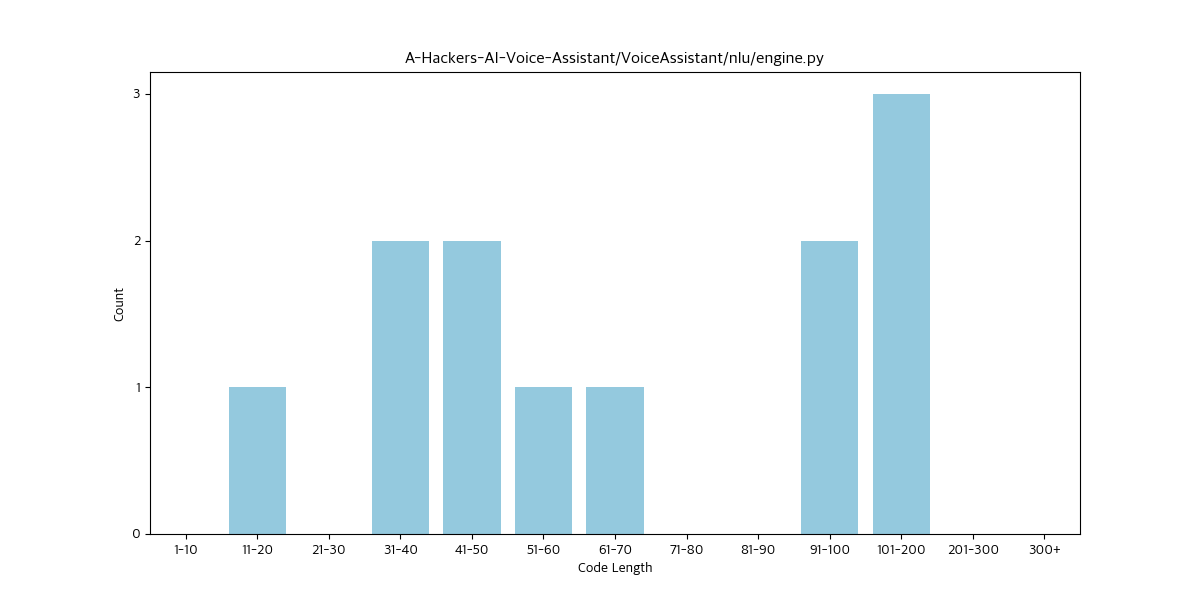 A-Hackers-AI-Voice-Assistant/VoiceAssistant/nlu/engine.py
Count
3
2
1
0
1-10 11-20 21-30 31-40 41-50 51-60 61-70 71-80 81-90 91-100 101-200 201-300 300+
Code Length